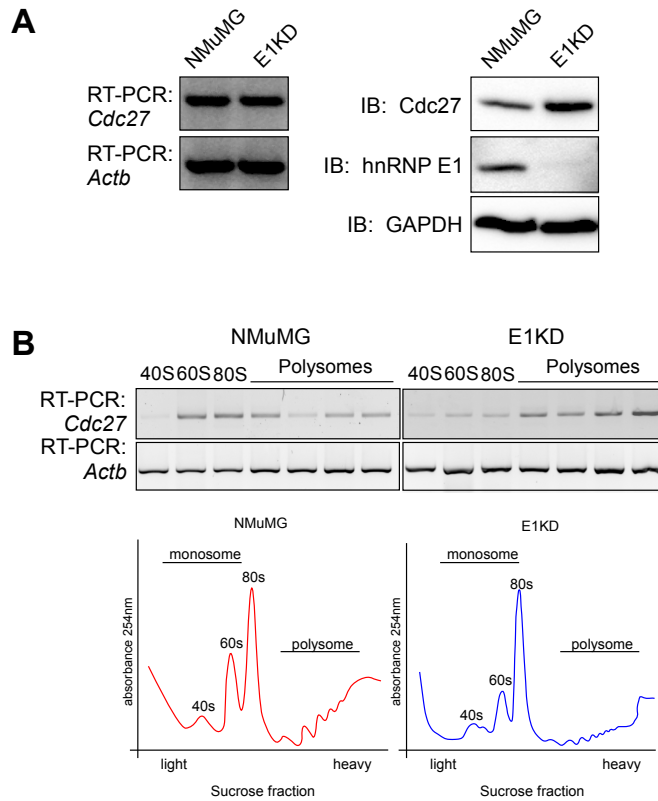 A
NMuMG E1KD
RT-PCR:
Cdc27
RT-PCR:
Actb
NMuMG E1KD
IB: Cdc27
IB: hnRNP E1
IB: GAPDH
B
NMuMG E1KD
40S 60S 80S Polysomes 40S 60S 80S Polysomes
RT-PCR:
Cdc27
RT-PCR:
Actb
NMuMG
monosome
80s
60s
polysome
40s
absorbance 254nm
light heavy
Sucrose fraction
E1KD
monosome
80s
60s
polysome
40s
absorbance 254nm
light heavy
Sucrose fraction